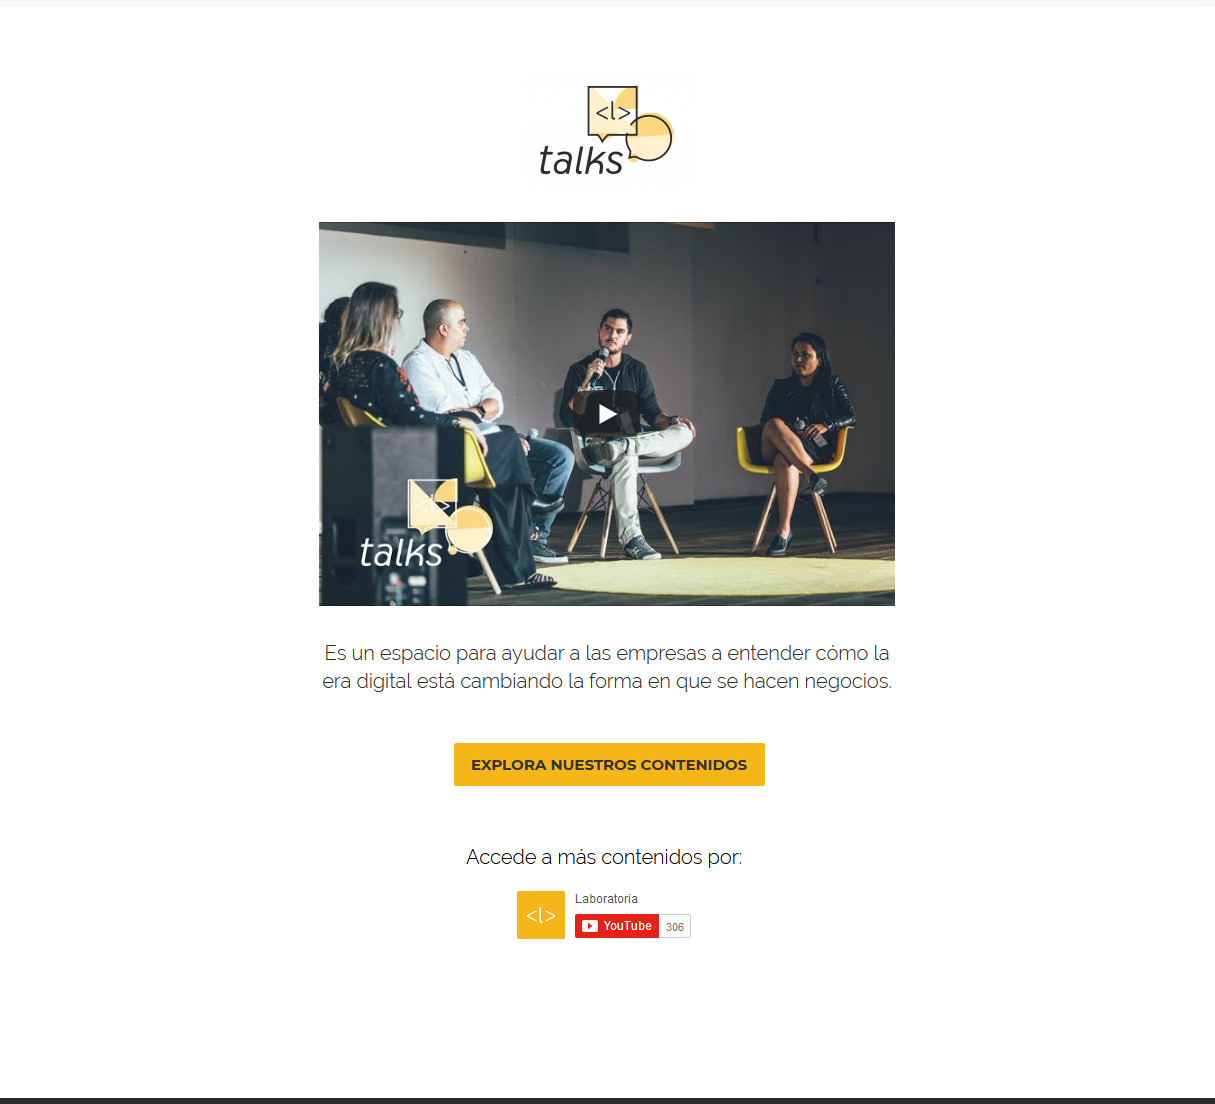 <l>
talks
<l>
talks
Es un espacio para ayudar a las empresas a entender cómo la
era digital está cambiando la forma en que se hacen negocios.
EXPLORA NUESTROS CONTENIDOS
Accede a más contenidos por:
<l>
Laboratoria
YouTube 306